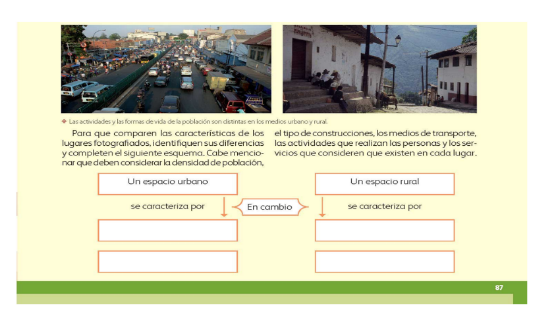 Las actividades y las formas de vida de la población son distintas en los medios urbano y rural.
Para que comparen las características de los
lugares fotografiados, identifiquen sus diferencias
y completen el siguiente esquema. Cabe mencio-
nar que deben considerar la densidad de población,
el tipo de construcciones, los medios de transporte,
las actividades que realizan las personas y los ser-
vicios que consideren que existen en cada lugar.
Un espacio urbano
Un espacio rural
se caracteriza por
En cambio
se caracteriza por
87